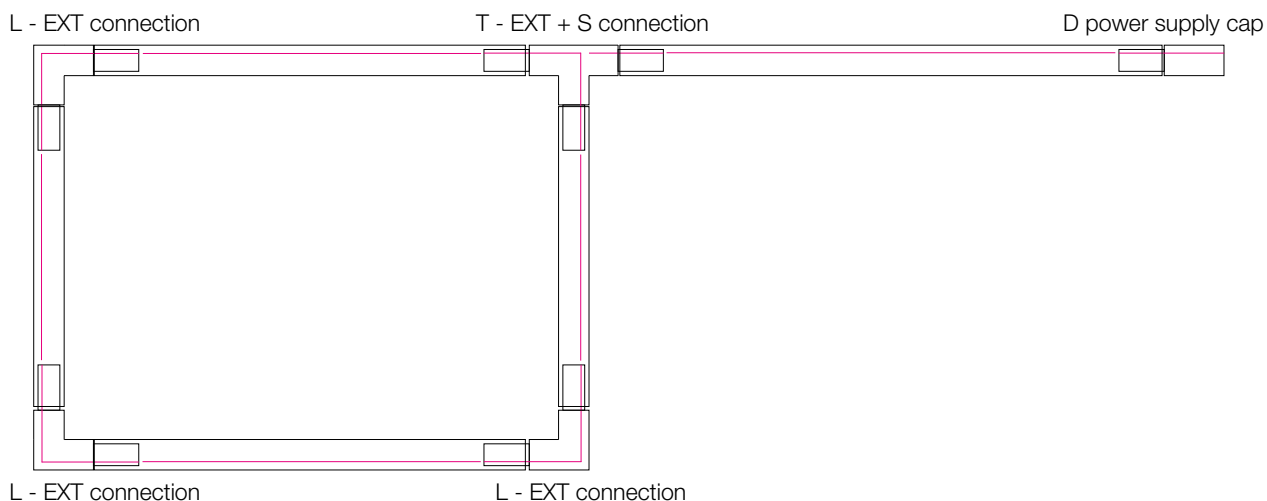 L - EXT connection
T - EXT + S connection
D power supply cap
L - EXT connection
L - EXT connection